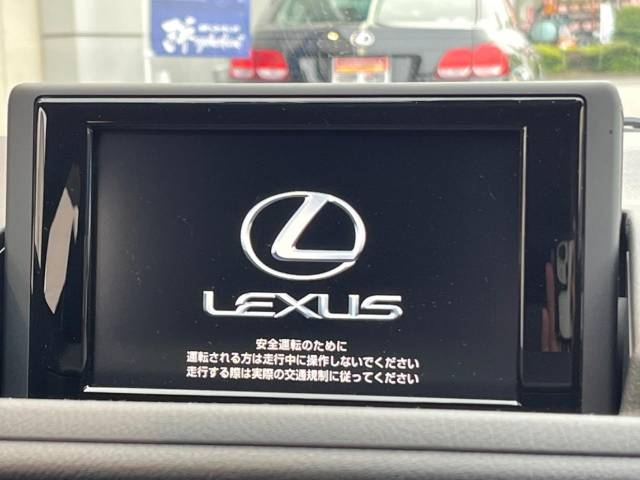 LEXUS
安全運転のために
運転される方は走行中に操作しないでください
走行する際は実際の交通規制に従ってください